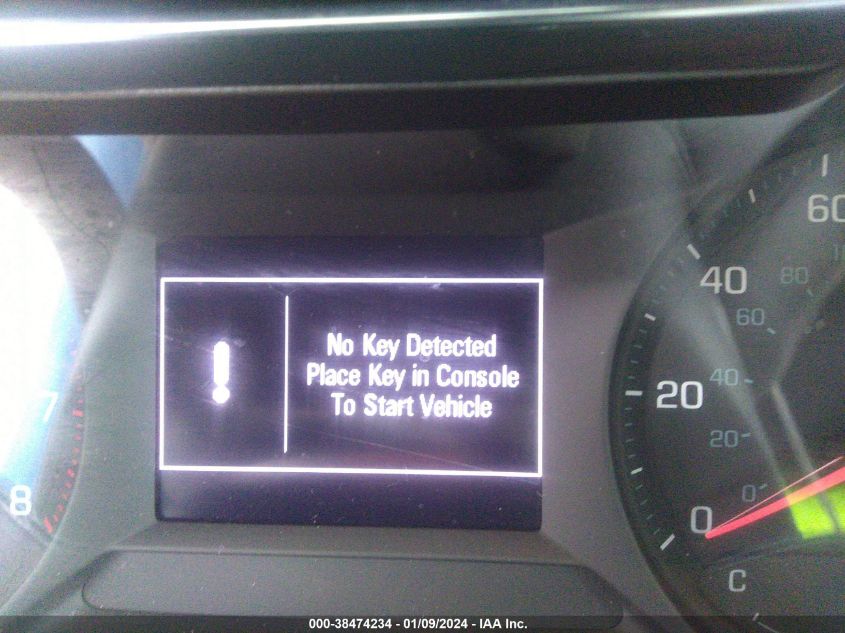 No Key Detected
Place Key in Console
To Start Vehicle
7
8
60
40
20
0
80
60
40
20
0
C
000-38474234 - 01/09/2024 - IAA Inc.